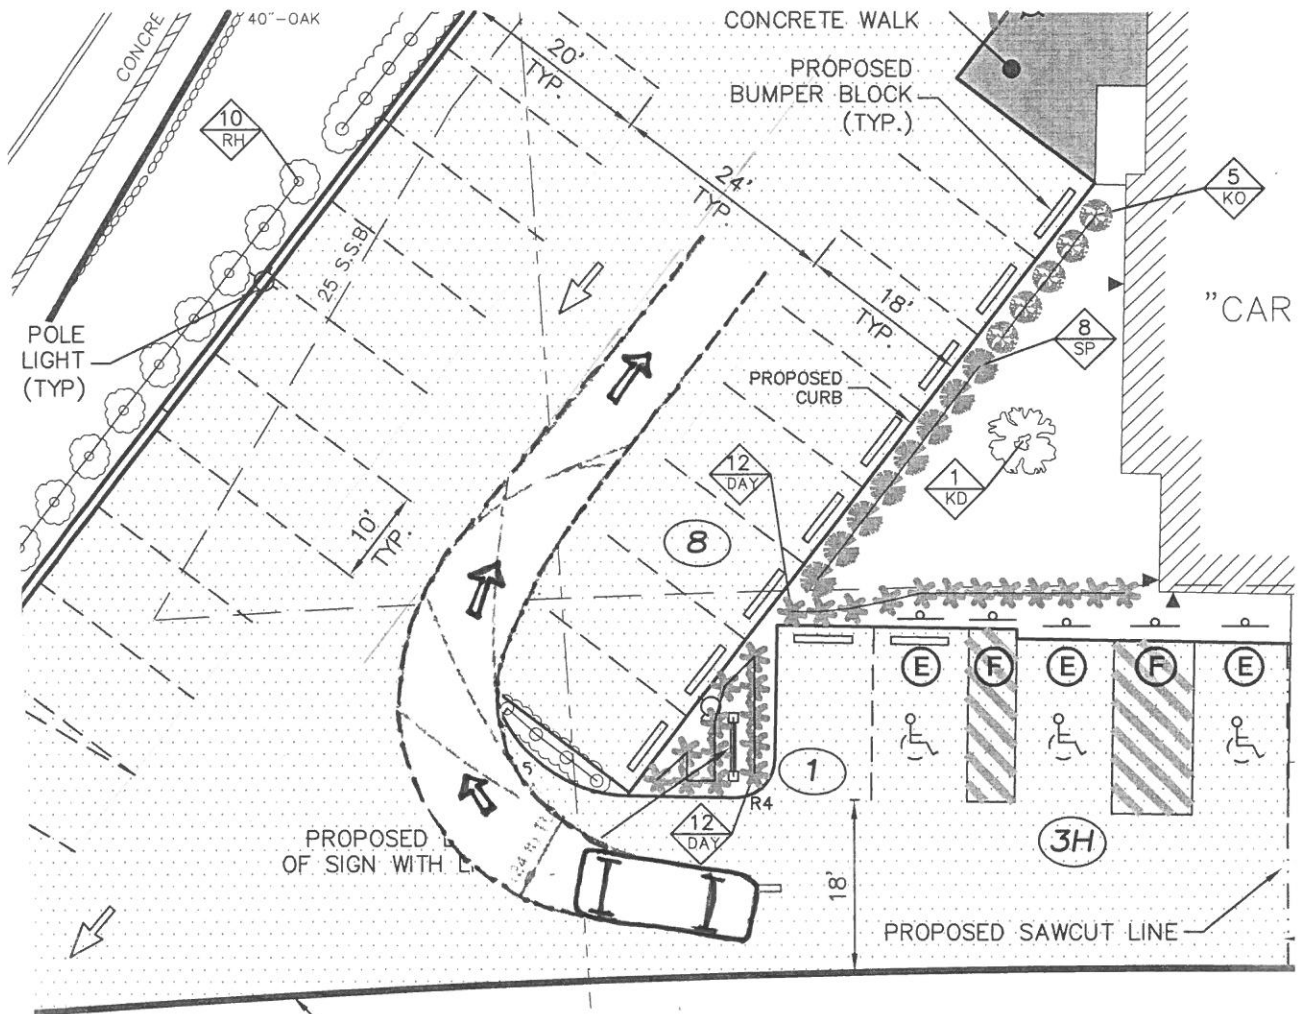 40"-OAK
CONCRE
CONCRETE WALK
20'
TYP.
PROPOSED
BUMPER BLOCK
(TYP.)
10
RH
24'
TYP.
5
KO
25 S.S.B
POLE
LIGHT
(TYP)
18'
TYP.
"CAR
8
SP
PROPOSED
CURB
12
DAY
1
KD
10'
TYP.
8
E
F
E
F
E
5
1
R4
12
DAY
PROPOSED
OF SIGN WITH
3H
18'
PROPOSED SAWCUT LINE